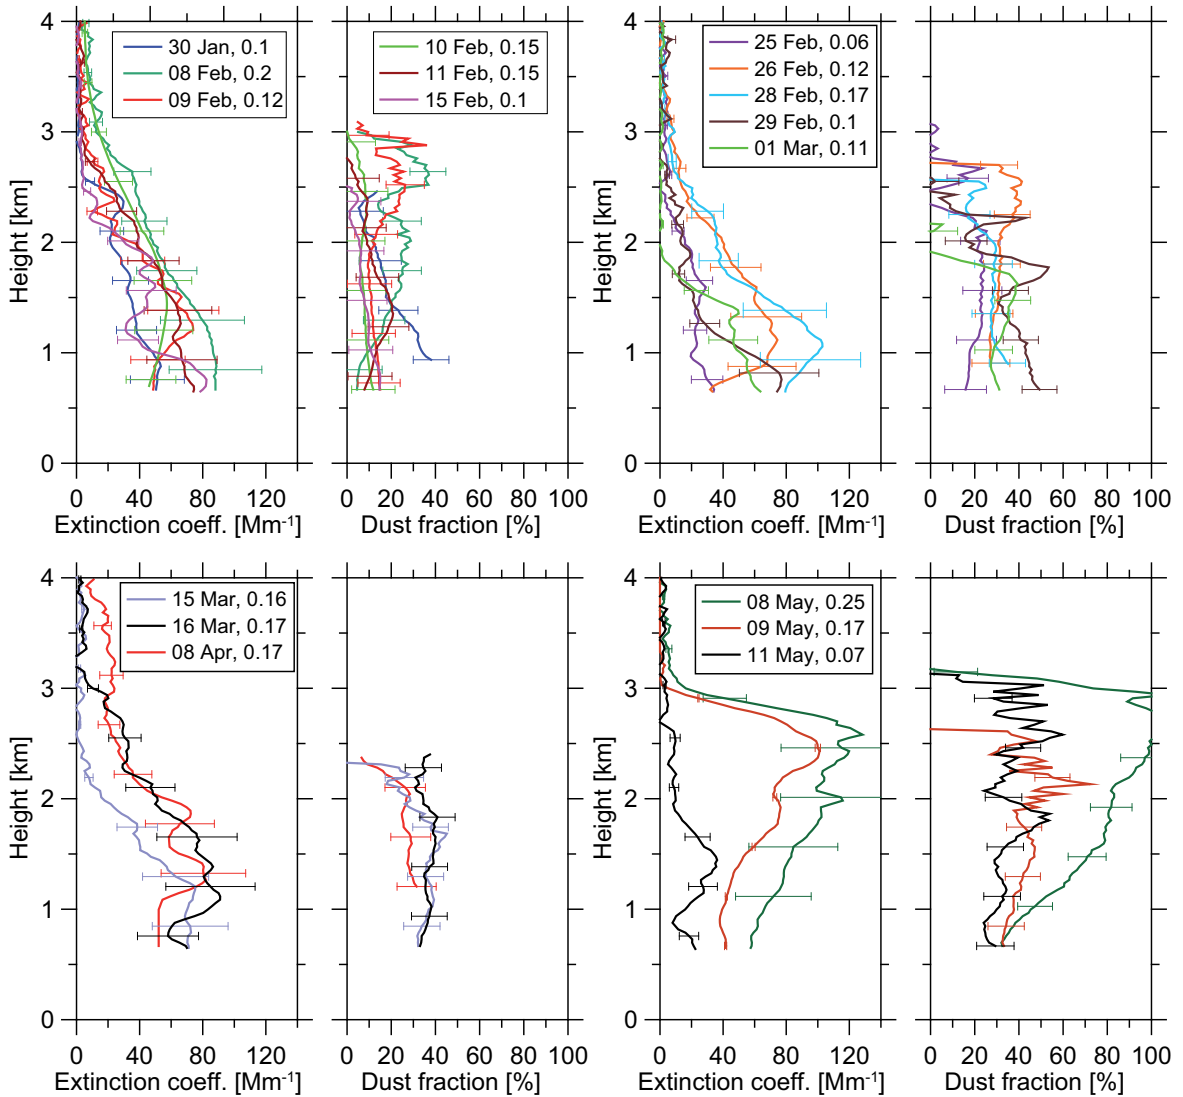 4
3
2
1
0
Height [km]
30 Jan, 0.1
08 Feb, 0.2
09 Feb, 0.12
0 40 80 120
Extinction coeff. [Mm⁻¹]
10 Feb, 0.15
11 Feb, 0.15
15 Feb, 0.1
0 20 40 60 80 100
Dust fraction [%]
4
3
2
1
0
Height [km]
25 Feb, 0.06
26 Feb, 0.12
28 Feb, 0.17
29 Feb, 0.1
01 Mar, 0.11
0 40 80 120
Extinction coeff. [Mm⁻¹]
0 20 40 60 80 100
Dust fraction [%]
4
3
2
1
0
Height [km]
15 Mar, 0.16
16 Mar, 0.17
08 Apr, 0.17
0 40 80 120
Extinction coeff. [Mm⁻¹]
0 20 40 60 80 100
Dust fraction [%]
4
3
2
1
0
Height [km]
08 May, 0.25
09 May, 0.17
11 May, 0.07
0 40 80 120
Extinction coeff. [Mm⁻¹]
0 20 40 60 80 100
Dust fraction [%]